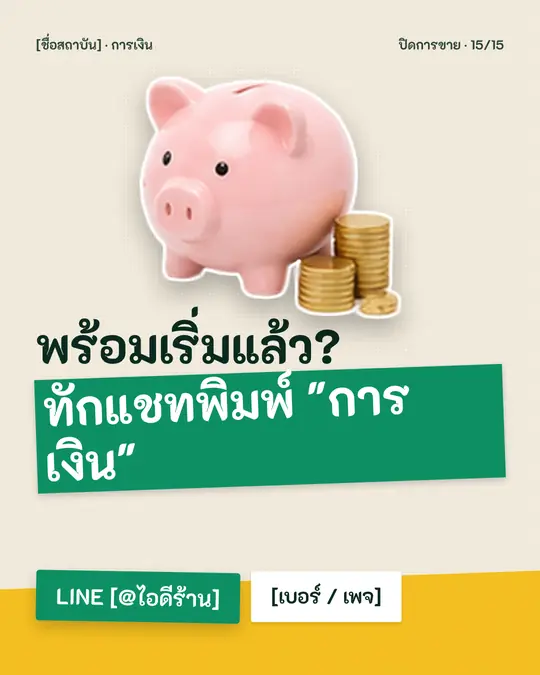 [ชื่อสถาบัน] · การเงิน
ปิดการขาย · 15/15
พร้อมเริ่มแล้ว?
ทักแชทพิมพ์ "การ
เงิน"
LINE [@ไอดีร้าน]
[เบอร์ / เพจ]